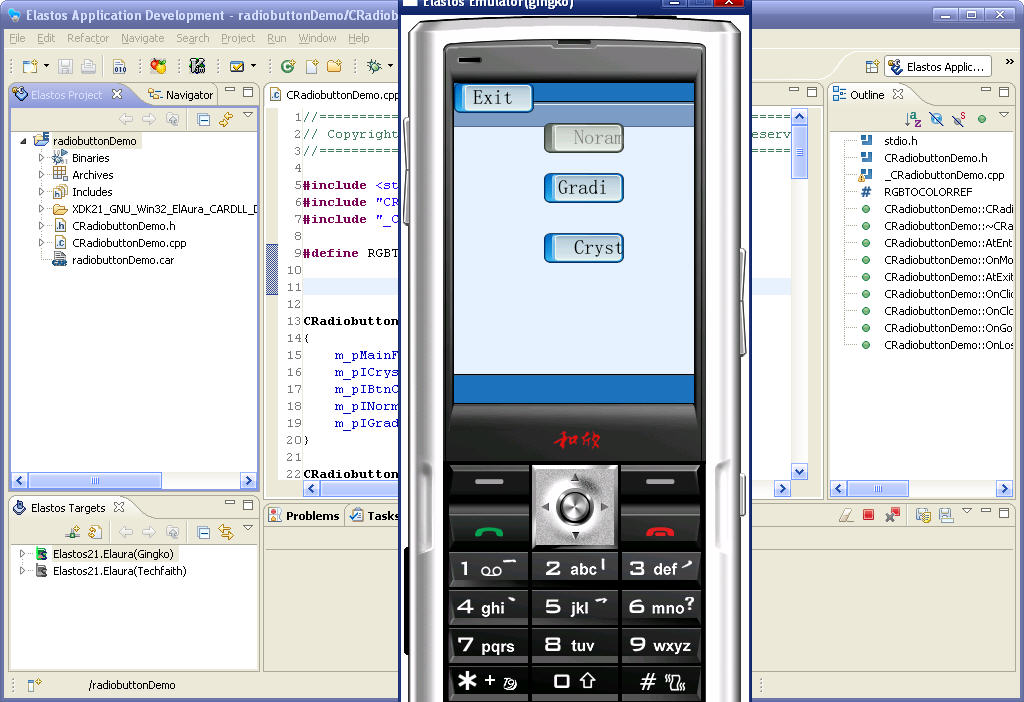 Elastos Application Development - radiobuttonDemo/CRadio
File Edit Refactor Navigate Search Project Run Window Help
Elastos Applic...
Elastos Project
Navigator
radiobuttonDemo
Binaries
Archives
Includes
XDK21_GNU_Win32_ElAura_CARDLL_D
CRadiobuttonDemo.h
CRadiobuttonDemo.cpp
radiobuttonDemo.car
CRadiobuttonDemo.cpp
1 //============
2 // Copyright
3 //============
4
5 #include <st
6 #include "CR
7 #include "_C
8
9 #define RGBT
10
11
12
13 CRadiobutton
14 {
15 m_pMainF
16 m_pICrys
17 m_pIBtnC
18 m_pINorm
19 m_pIGrad
20 }
21
22 CRadiobutton
eserv
Elastos Emulator(gingko)
Exit
Noram
Gradi
Cryst
和欣
1
2 abc
3 def
4 ghi
5 jkl
6 mno?
7 pqrs
8 tuv
9 wxyz
* +
#
Outline
stdio.h
CRadiobuttonDemo.h
_CRadiobuttonDemo.cpp
RGBTOCOLORREF
CRadiobuttonDemo::CRadi
CRadiobuttonDemo::~CRa
CRadiobuttonDemo::AtEnt
CRadiobuttonDemo::OnMo
CRadiobuttonDemo::AtExit
CRadiobuttonDemo::OnClic
CRadiobuttonDemo::OnClo
CRadiobuttonDemo::OnGo
CRadiobuttonDemo::OnLos
Elastos Targets
Elastos21.Elaura(Gingko)
Elastos21.Elaura(Techfaith)
Problems
Tasks
/radiobuttonDemo